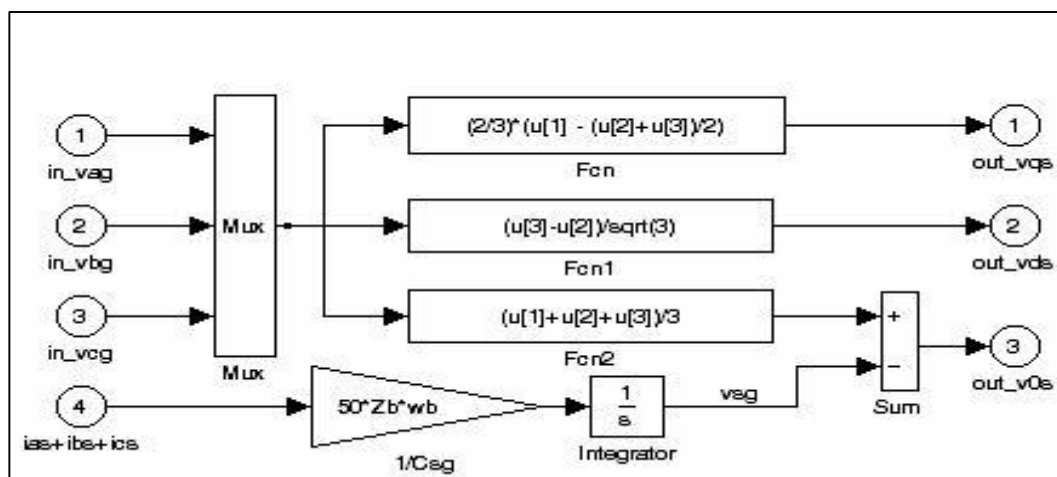 1
in_vag
2
in_vbg
3
in_vcg
4
ias+ibs+ics
Mux
Mux
(2/3)*(u[1] - (u[2]+u[3])/2)
Fcn
(u[3]-u[2])/sqrt(3)
Fcn1
(u[1]+u[2]+u[3])/3
Fcn2
50*Zb*wb
1/Csg
1
s
Integrator
vsg
+
−
Sum
1
out_vqs
2
out_vds
3
out_v0s